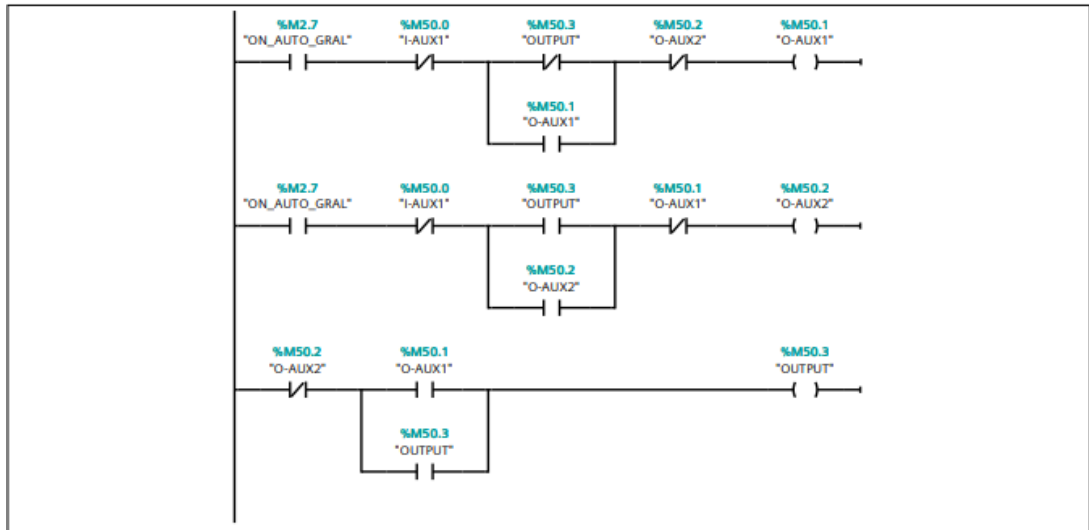 %M2.7 %M50.0 %M50.3 %M50.2 %M50.1
"ON_AUTO_GRAL" "I-AUX1" "OUTPUT" "O-AUX2" "O-AUX1"
%M50.1
"O-AUX1"
%M2.7 %M50.0 %M50.3 %M50.1 %M50.2
"ON_AUTO_GRAL" "I-AUX1" "OUTPUT" "O-AUX1" "O-AUX2"
%M50.2
"O-AUX2"
%M50.2 %M50.1 %M50.3
"O-AUX2" "O-AUX1" "OUTPUT"
%M50.3
"OUTPUT"